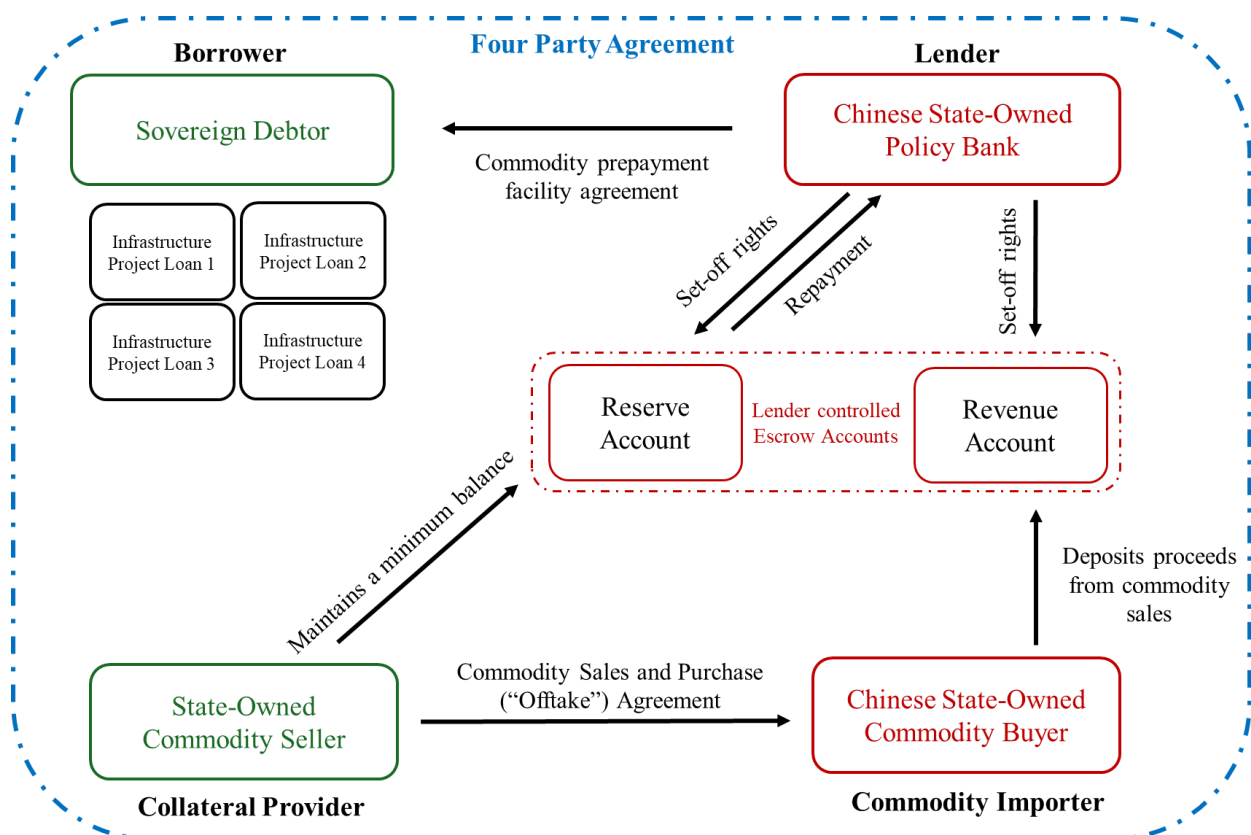 Four Party Agreement
Borrower
Lender
Sovereign Debtor
Chinese State-Owned
Policy Bank
Commodity prepayment
facility agreement
Infrastructure
Project Loan 1
Infrastructure
Project Loan 2
Infrastructure
Project Loan 3
Infrastructure
Project Loan 4
Set-off rights
Repayment
Set-off rights
Reserve
Account
Lender controlled
Escrow Accounts
Revenue
Account
Maintains a minimum balance
Deposits proceeds
from commodity
sales
State-Owned
Commodity Seller
Commodity Sales and Purchase
(“Offtake”) Agreement
Chinese State-Owned
Commodity Buyer
Collateral Provider
Commodity Importer